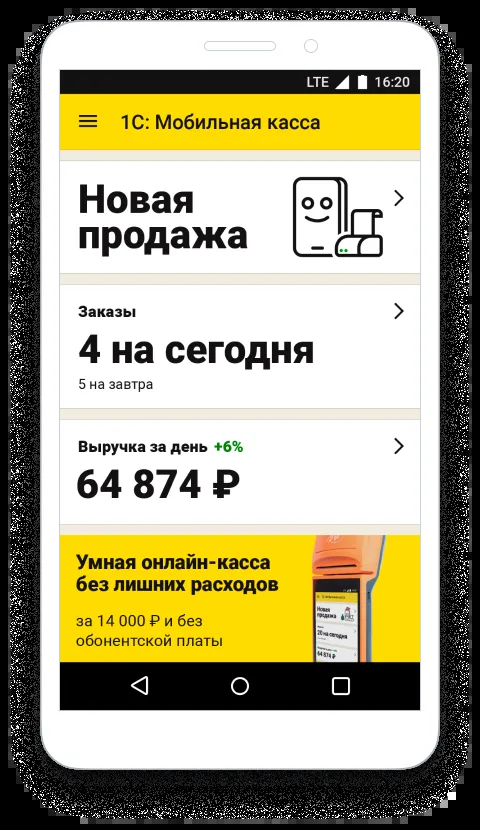 LTE 16:20
1С: Мобильная касса
Новая
продажа
Заказы
4 на сегодня
5 на завтра
Выручка за день +6%
64 874 ₽
Умная онлайн-касса
без лишних расходов
за 14 000 ₽ и без
обонентской платы
Новая
продажа
20 на сегодня
64 874 ₽